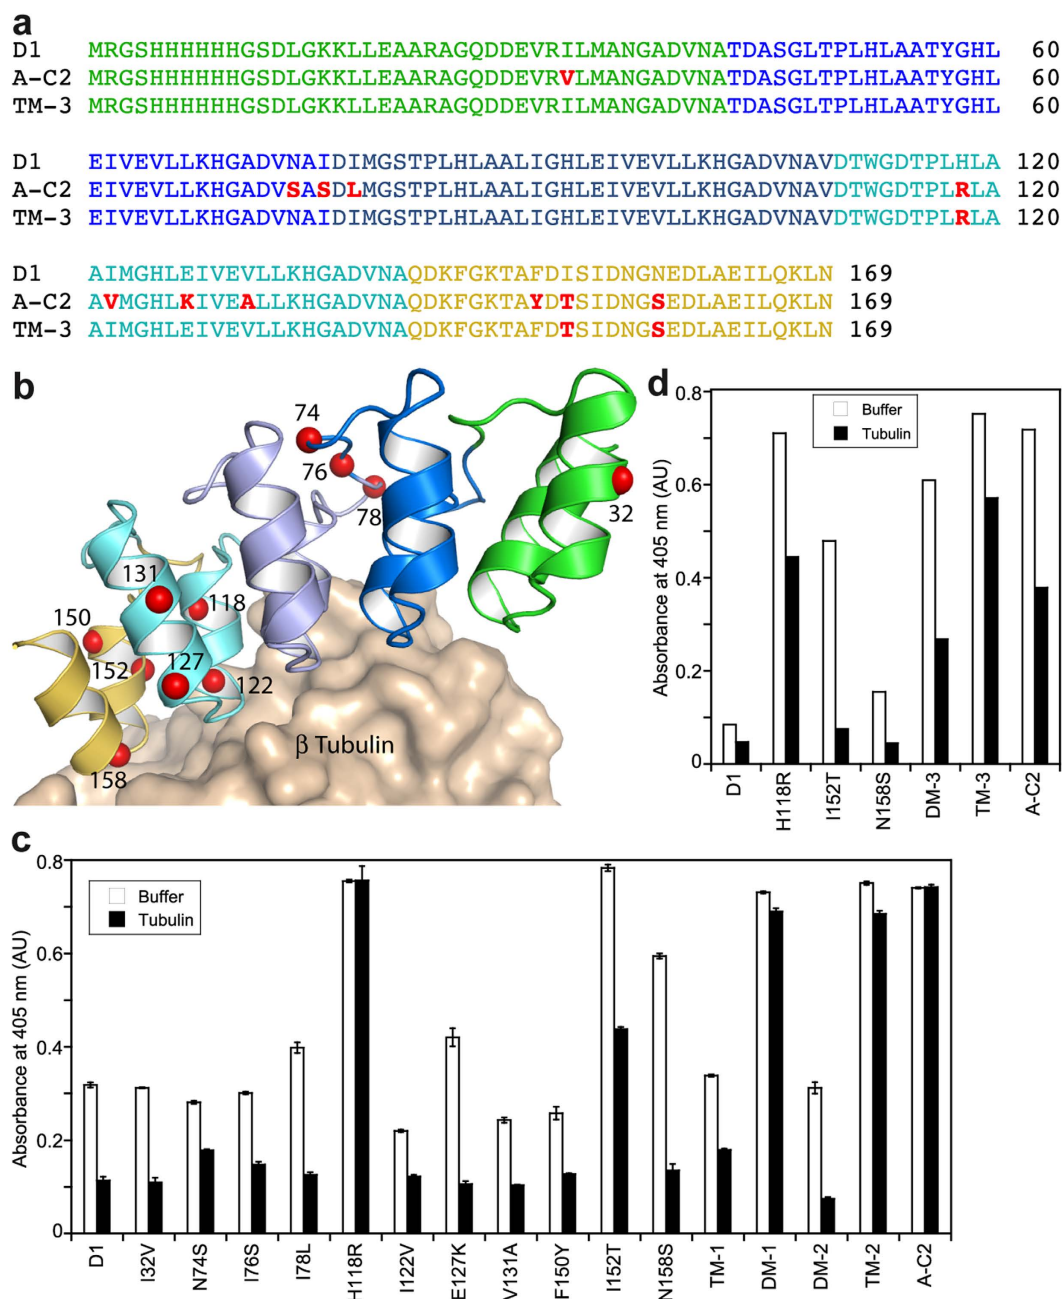 a
D1 MRGSHHHHHHGSDLGKKLLEAARAGQDDEVRILMANGADVNATDASGLTPLHLAATYGHL 60
A-C2 MRGSHHHHHHGSDLGKKLLEAARAGQDDEVRVLMANGADVNATDASGLTPLHLAATYGHL 60
TM-3 MRGSHHHHHHGSDLGKKLLEAARAGQDDEVRILMANGADVNATDASGLTPLHLAATYGHL 60
D1 EIVEVLLKHGADVNAIDIMGSTPLHLAALIGHLEIVEVLLKHGADVNAVDTWGDTPLHLA 120
A-C2 EIVEVLLKHGADVSASDLMGSTPLHLAALIGHLEIVEVLLKHGADVNAVDTWGDTPLRLA 120
TM-3 EIVEVLLKHGADVNAIDIMGSTPLHLAALIGHLEIVEVLLKHGADVNAVDTWGDTPLRLA 120
D1 AIMGHLEIVEVLLKHGADVNAQDKFGKTAFDISIDNGNEDLAEILQKLN 169
A-C2 AVMGHLKIVEALLKHGADVNAQDKFGKTAYDTSIDNGSEDLAEILQKLN 169
TM-3 AIMGHLEIVEVLLKHGADVNAQDKFGKTAFDTSIDNGSEDLAEILQKLN 169
b
74
76
78
32
131
118
150
152
127
122
158
β Tubulin
d
Absorbance at 405 nm (AU)
0.8
0.6
0.4
0.2
0
Buffer
Tubulin
D1
H118R
I152T
N158S
DM-3
TM-3
A-C2
c
Absorbance at 405 nm (AU)
0.8
0.6
0.4
0.2
0
Buffer
Tubulin
D1
I32V
N74S
I76S
I78L
H118R
I122V
E127K
V131A
F150Y
I152T
N158S
TM-1
DM-1
DM-2
TM-2
A-C2